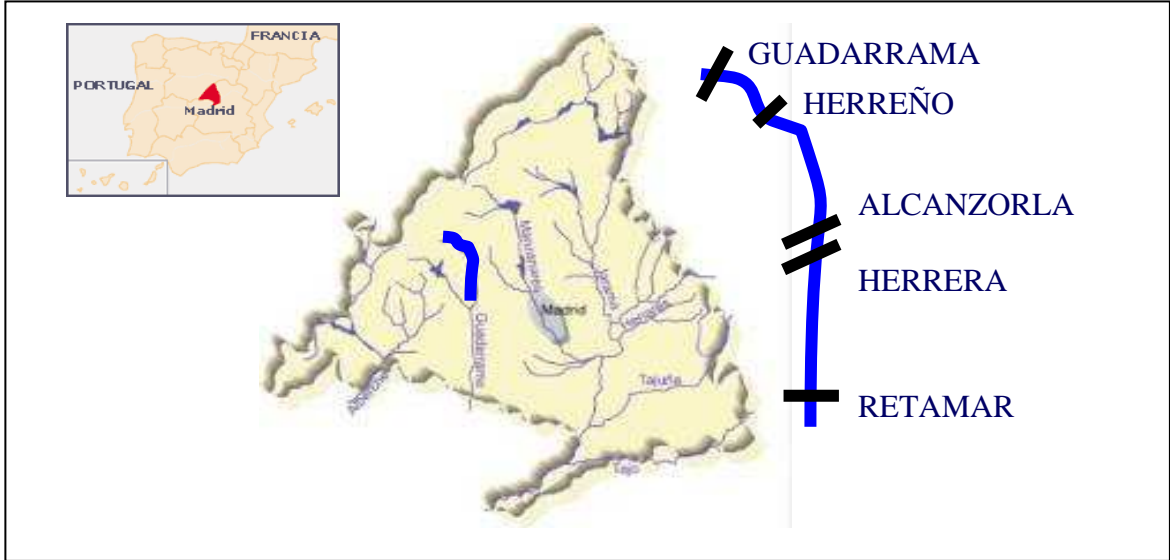 FRANCIA
PORTUGAL
Madrid
GUADARRAMA
HERREÑO
ALCANZORLA
HERRERA
RETAMAR
Manzanares
Jarama
Henares
Madrid
Guadarrama
Alberche
Tajuña
Tajo